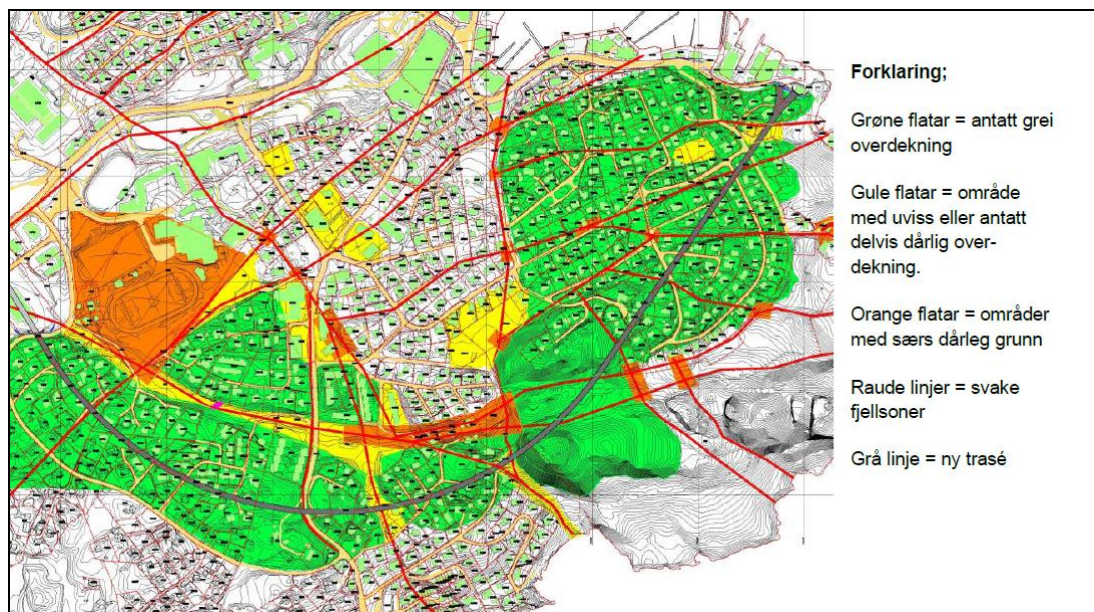 Forklaring;
Grøne flatar = antatt grei
overdekning
Gule flatar = område
med uviss eller antatt
delvis dårlig over-
dekning.
Orange flatar = områder
med særs dårleg grunn
Raude linjer = svake
fjellsoner
Grå linje = ny trasé